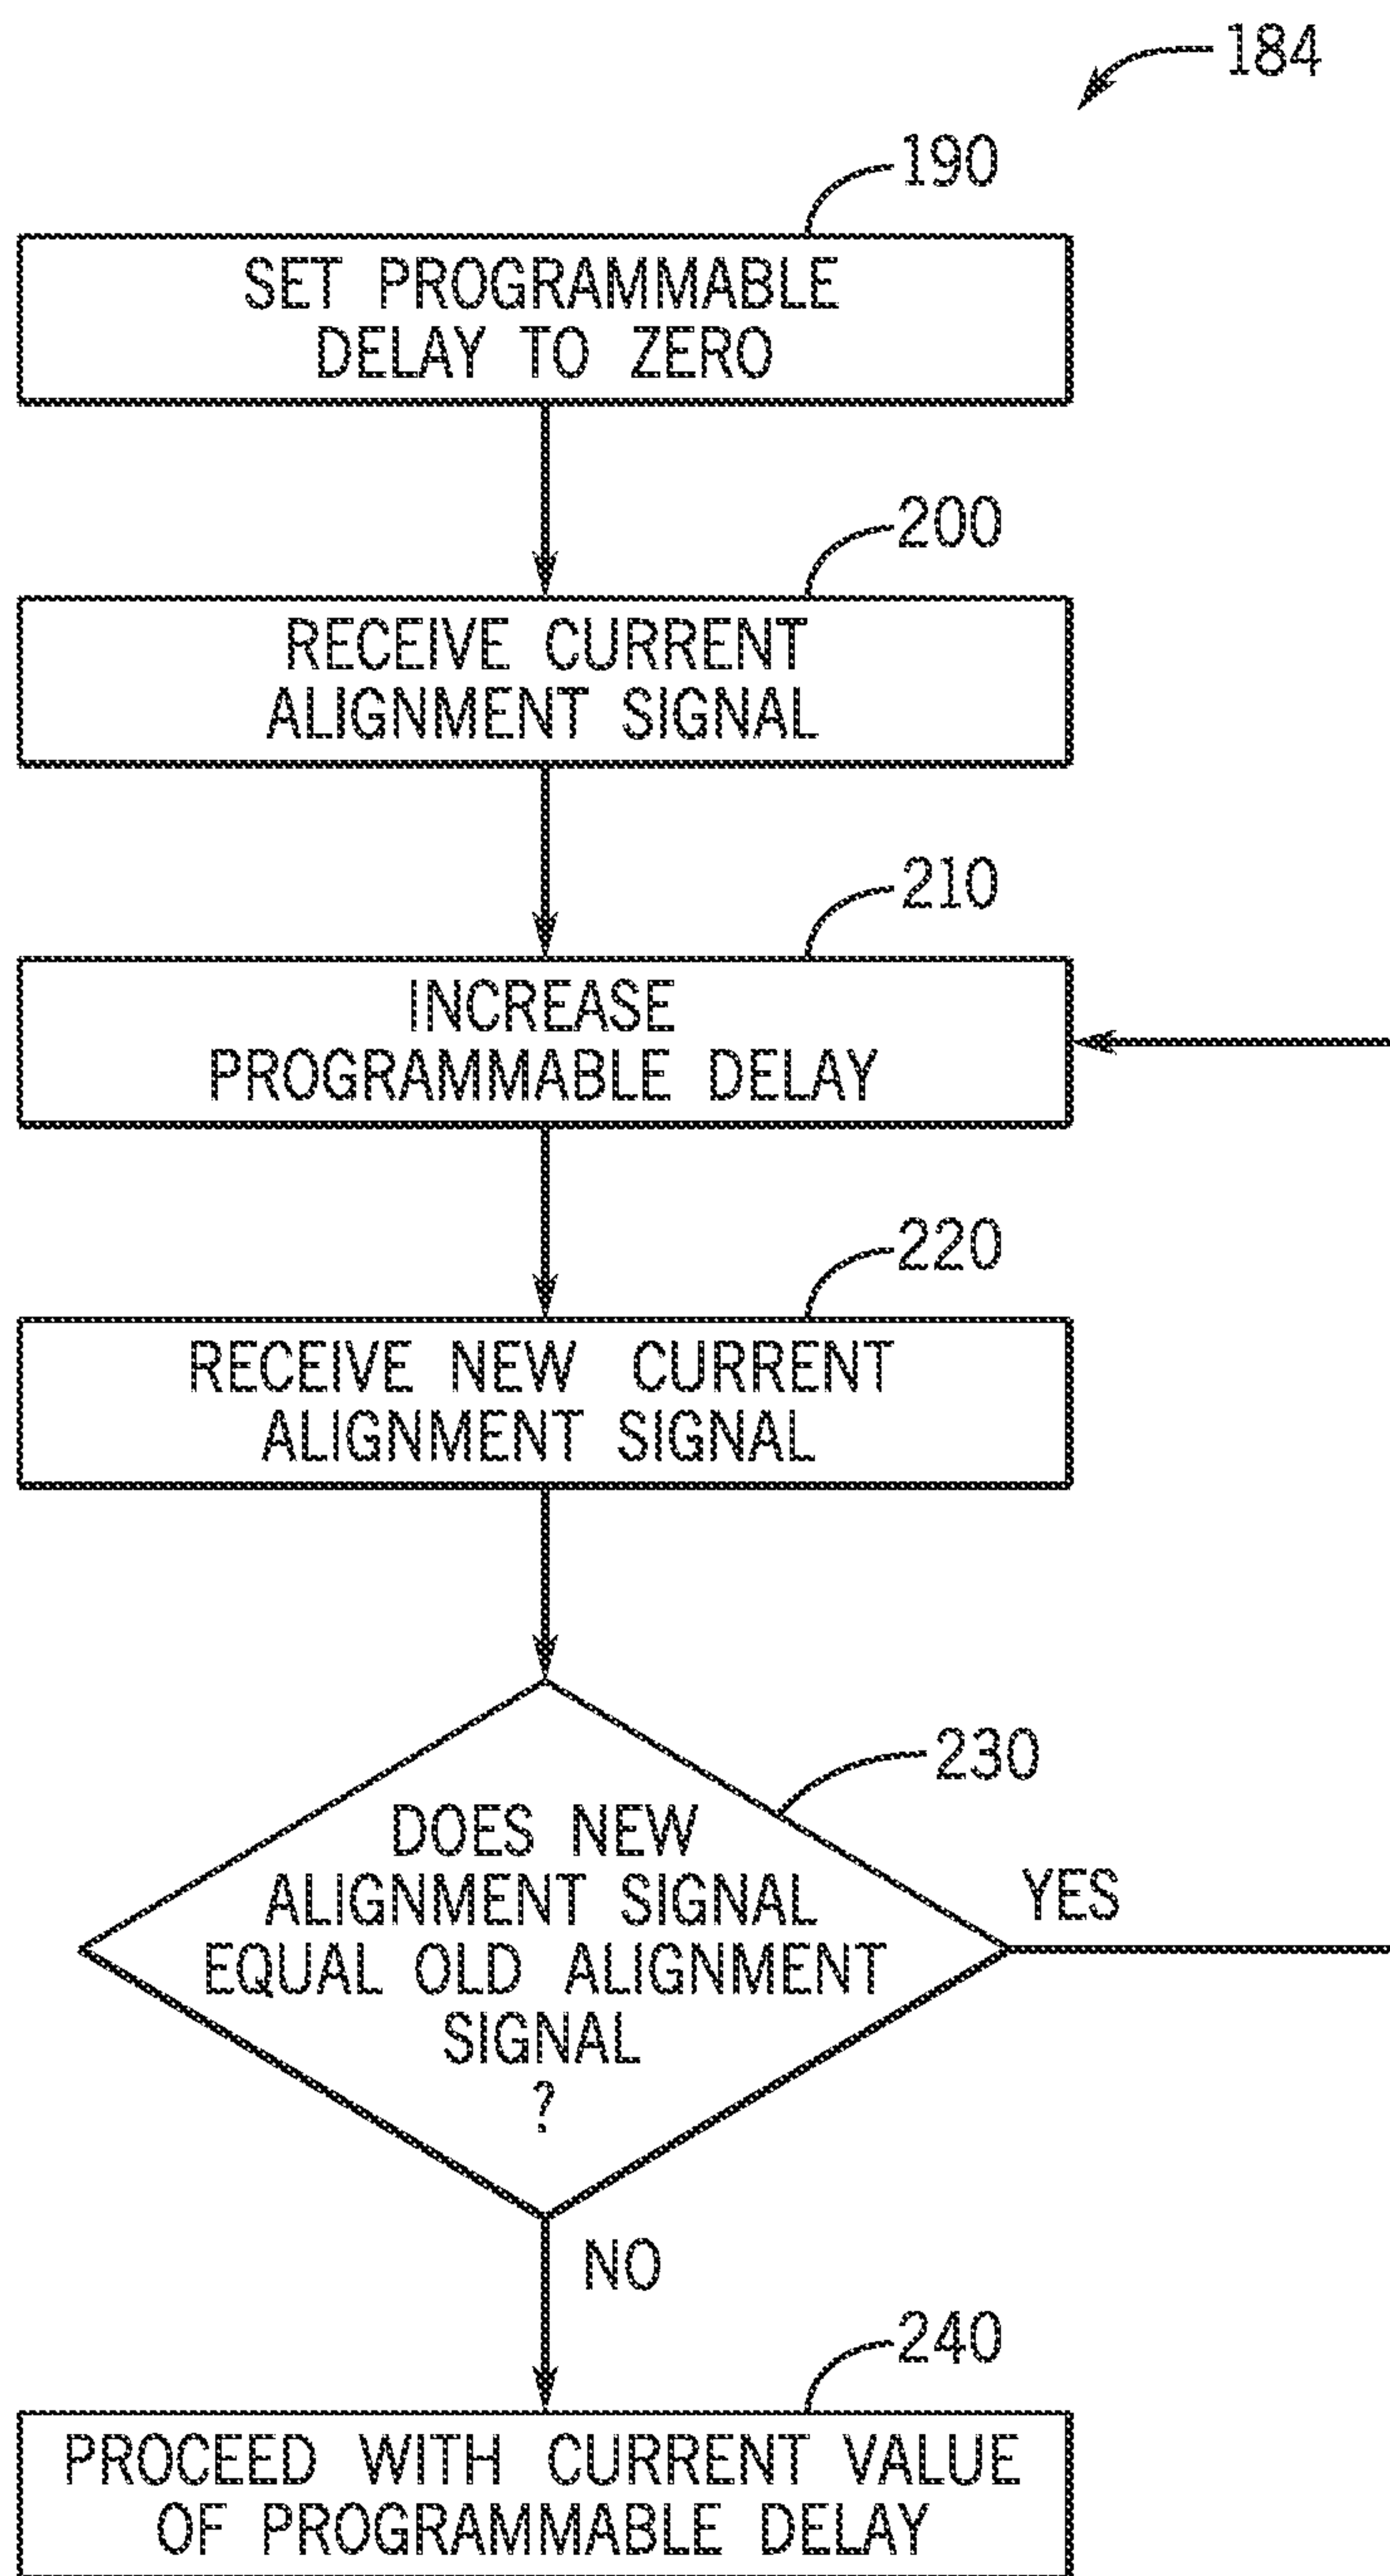 184
190
SET PROGRAMMABLE
DELAY TO ZERO
200
RECEIVE CURRENT
ALIGNMENT SIGNAL
210
INCREASE
PROGRAMMABLE DELAY
220
RECEIVE NEW CURRENT
ALIGNMENT SIGNAL
230
DOES NEW
ALIGNMENT SIGNAL
EQUAL OLD ALIGNMENT
SIGNAL
?
YES
NO
240
PROCEED WITH CURRENT VALUE
OF PROGRAMMABLE DELAY